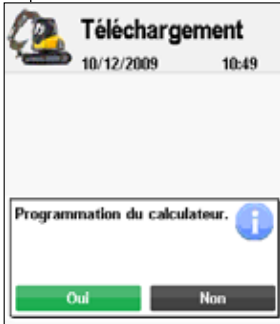 Téléchargement
10/12/2009 10:49
Programmation du calculateur.
Oui Non